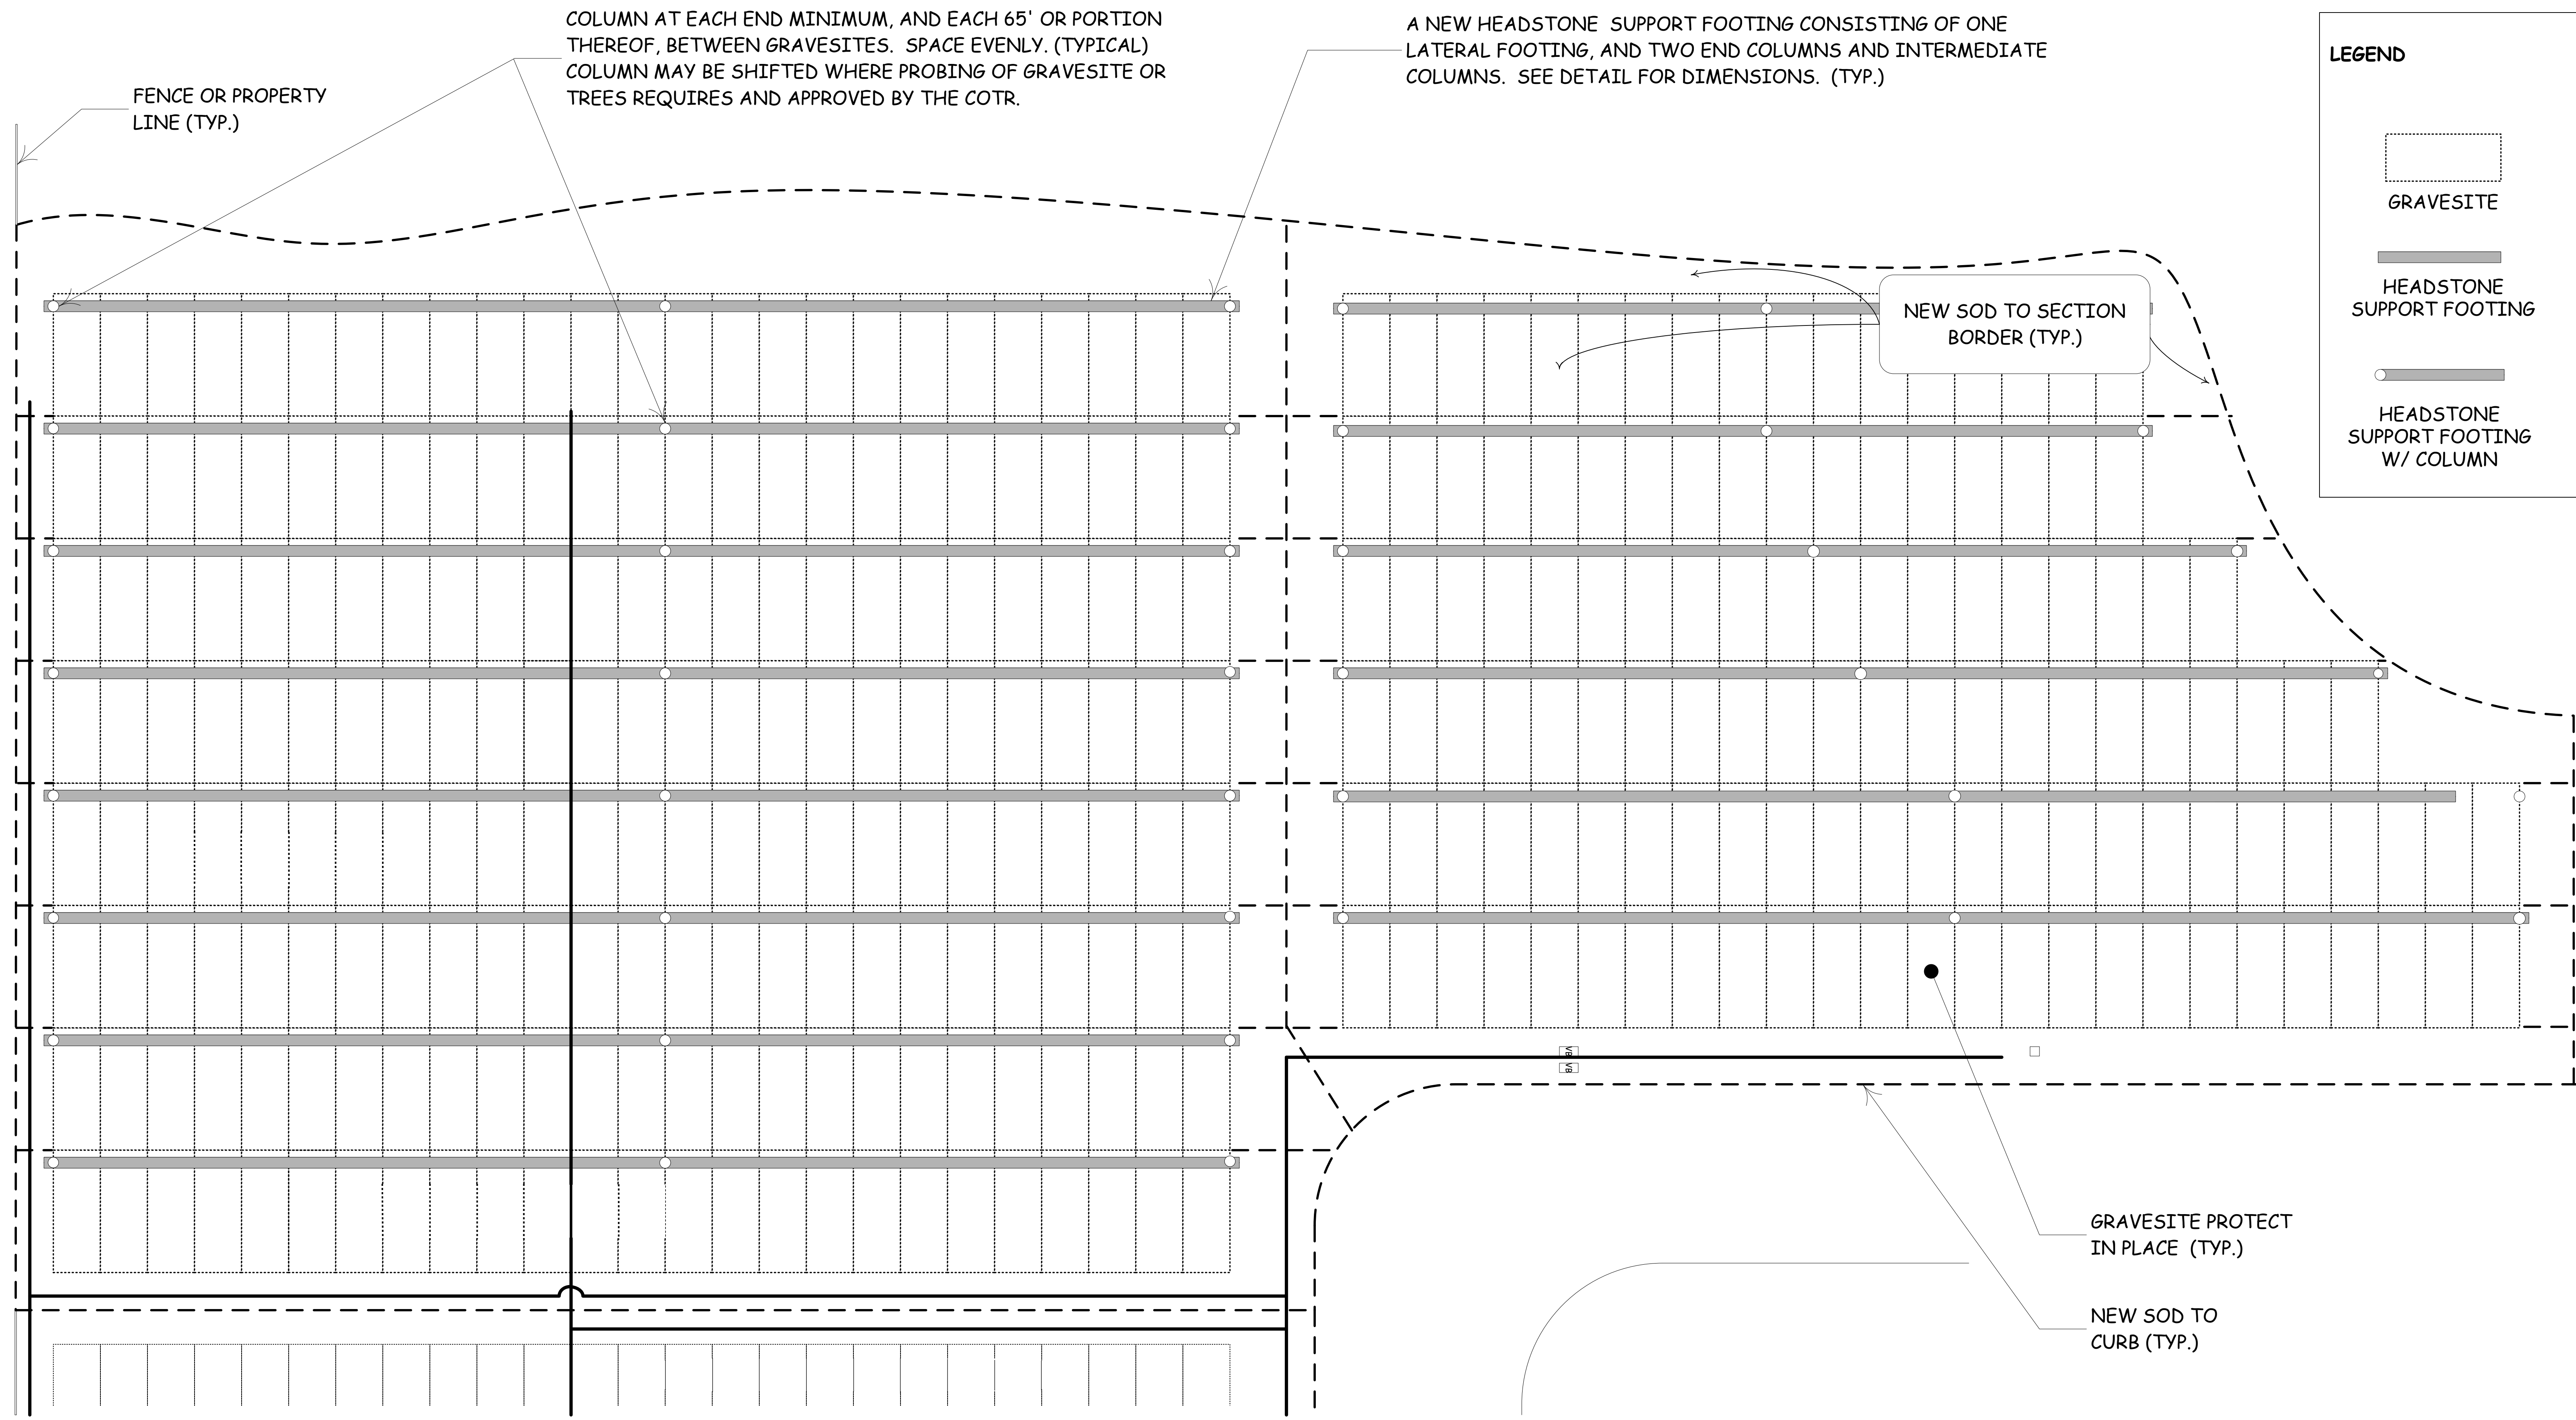 COLUMN AT EACH END MINIMUM, AND EACH 65' OR PORTION
THEREOF, BETWEEN GRAVESITES.  SPACE EVENLY. (TYPICAL)
COLUMN MAY BE SHIFTED WHERE PROBING OF GRAVESITE OR
TREES REQUIRES AND APPROVED BY THE COTR.
A NEW HEADSTONE  SUPPORT FOOTING CONSISTING OF ONE
LATERAL FOOTING, AND TWO END COLUMNS AND INTERMEDIATE
COLUMNS.  SEE DETAIL FOR DIMENSIONS.  (TYP.)
FENCE OR PROPERTY
LINE (TYP.)
LEGEND
GRAVESITE
HEADSTONE
SUPPORT FOOTING
HEADSTONE
SUPPORT FOOTING
W/ COLUMN
NEW SOD TO SECTION
BORDER (TYP.)
VB
VB
GRAVESITE PROTECT
IN PLACE  (TYP.)
NEW SOD TO
CURB (TYP.)